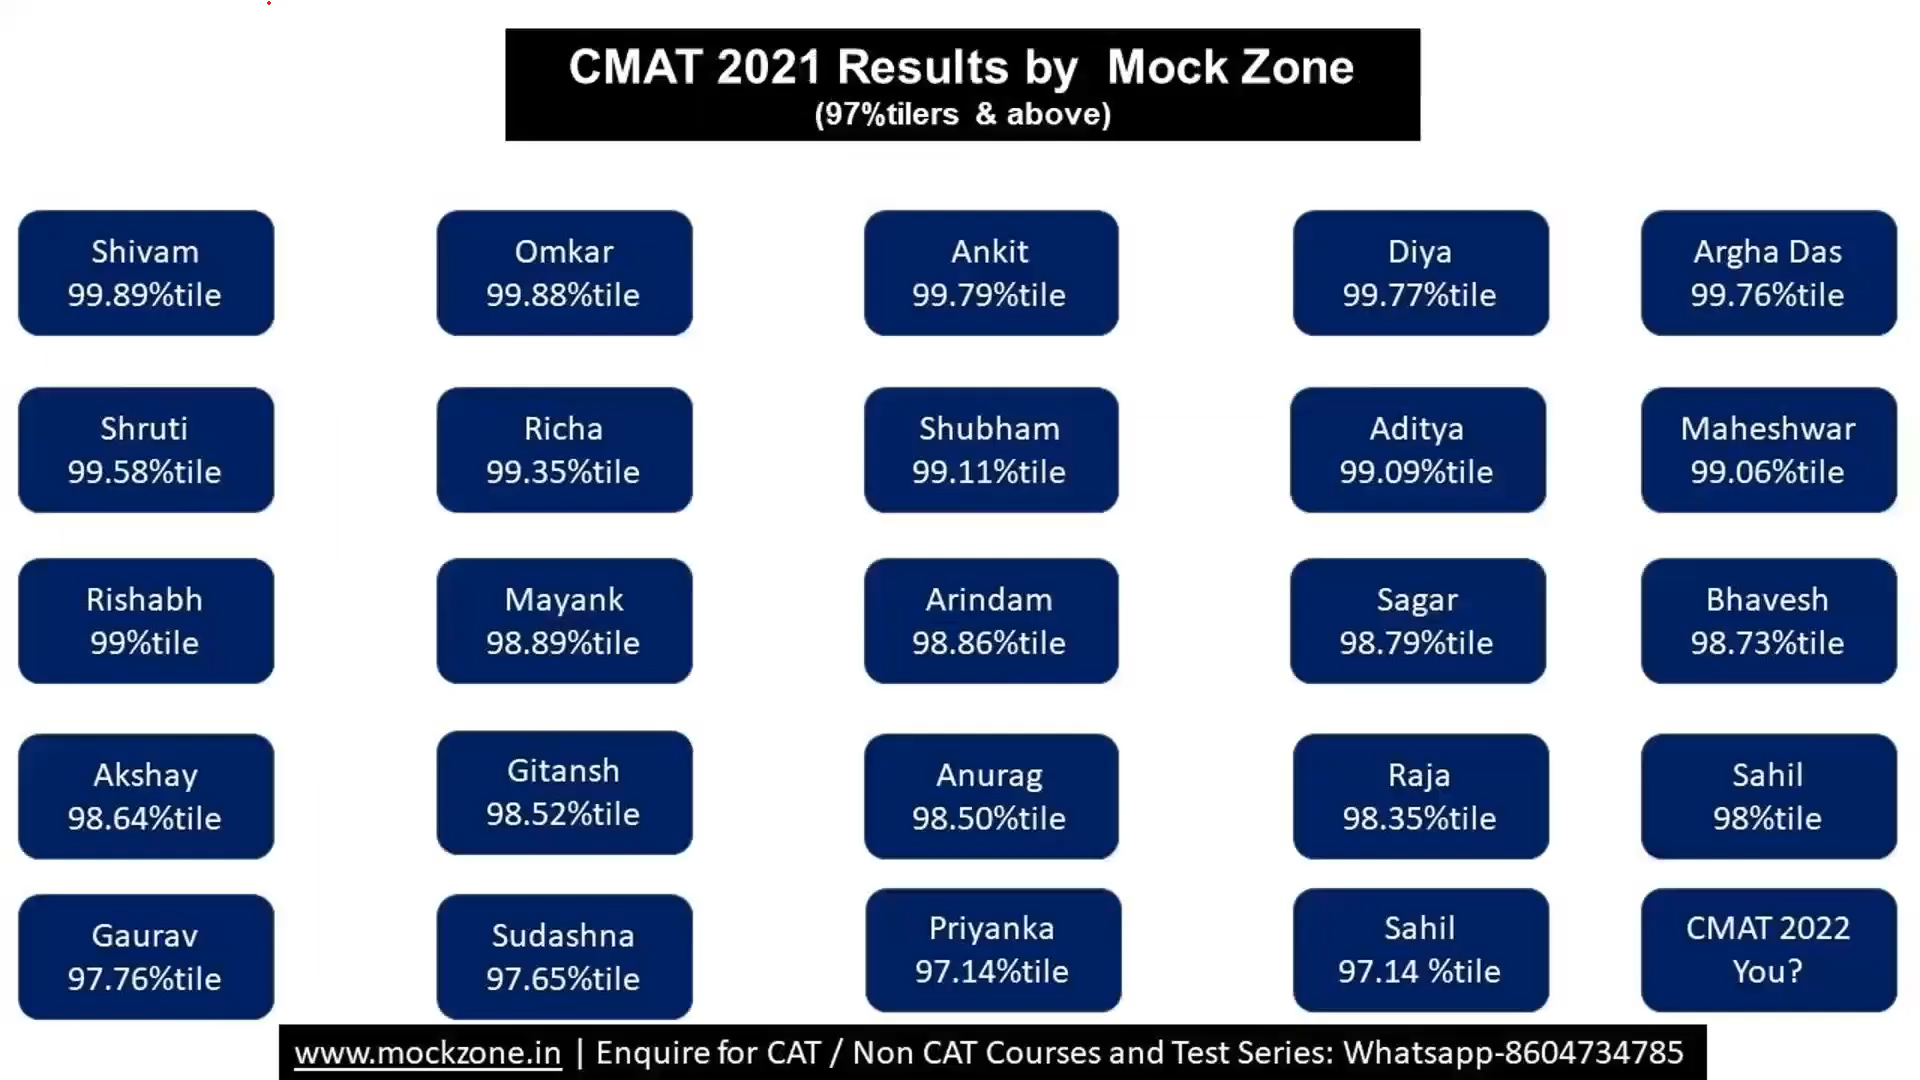 CMAT 2021 Results by Mock Zone
(97%tilers & above)
Shivam
99.89%tile
Omkar
99.88%tile
Ankit
99.79%tile
Diya
99.77%tile
Argha Das
99.76%tile
Shruti
99.58%tile
Richa
99.35%tile
Shubham
99.11%tile
Aditya
99.09%tile
Maheshwar
99.06%tile
Rishabh
99%tile
Mayank
98.89%tile
Arindam
98.86%tile
Sagar
98.79%tile
Bhavesh
98.73%tile
Akshay
98.64%tile
Gitansh
98.52%tile
Anurag
98.50%tile
Raja
98.35%tile
Sahil
98%tile
Gaurav
97.76%tile
Sudashna
97.65%tile
Priyanka
97.14%tile
Sahil
97.14 %tile
CMAT 2022
You?
www.mockzone.in | Enquire for CAT / Non CAT Courses and Test Series: Whatsapp-8604734785